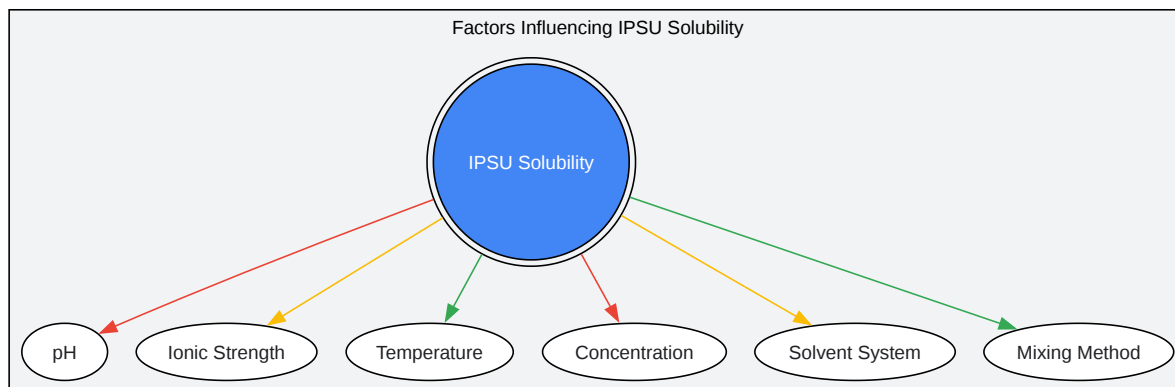 Factors Influencing IPSU Solubility
IPSU Solubility
pH
Ionic Strength
Temperature
Concentration
Solvent System
Mixing Method